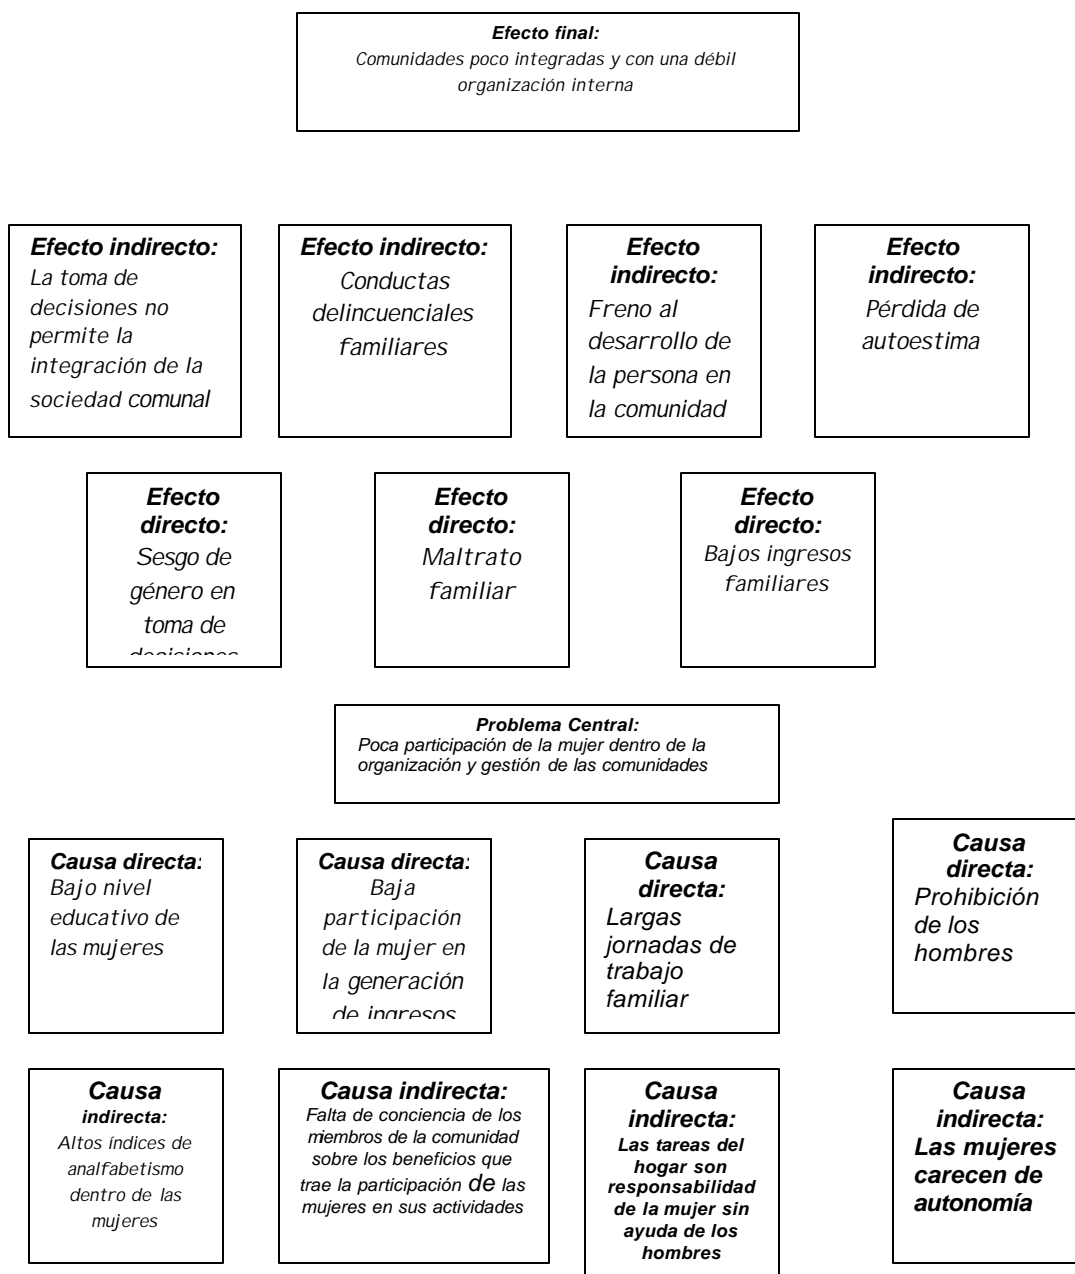 Efecto final:
Comunidades poco integradas y con una débil
organización interna
Efecto indirecto:
La toma de
decisiones no
permite la
integración de la
sociedad comunal
Efecto indirecto:
Conductas
delincuenciales
familiares
Efecto
indirecto:
Freno al
desarrollo de
la persona en
la comunidad
Efecto
indirecto:
Pérdida de
autoestima
Efecto
directo:
Sesgo de
género en
toma de
decisiones
Efecto
directo:
Maltrato
familiar
Efecto
directo:
Bajos ingresos
familiares
Problema Central:
Poca participación de la mujer dentro de la
organización y gestión de las comunidades
Causa directa:
Bajo nivel
educativo de
las mujeres
Causa directa:
Baja
participación
de la mujer en
la generación
de ingresos
Causa
directa:
Largas
jornadas de
trabajo
familiar
Causa
directa:
Prohibición
de los
hombres
Causa
indirecta:
Altos índices de
analfabetismo
dentro de las
mujeres
Causa indirecta:
Falta de conciencia de los
miembros de la comunidad
sobre los beneficios que
trae la participación de las
mujeres en sus actividades
Causa
indirecta:
Las tareas del
hogar son
responsabilidad
de la mujer sin
ayuda de los
hombres
Causa
indirecta:
Las mujeres
carecen de
autonomía